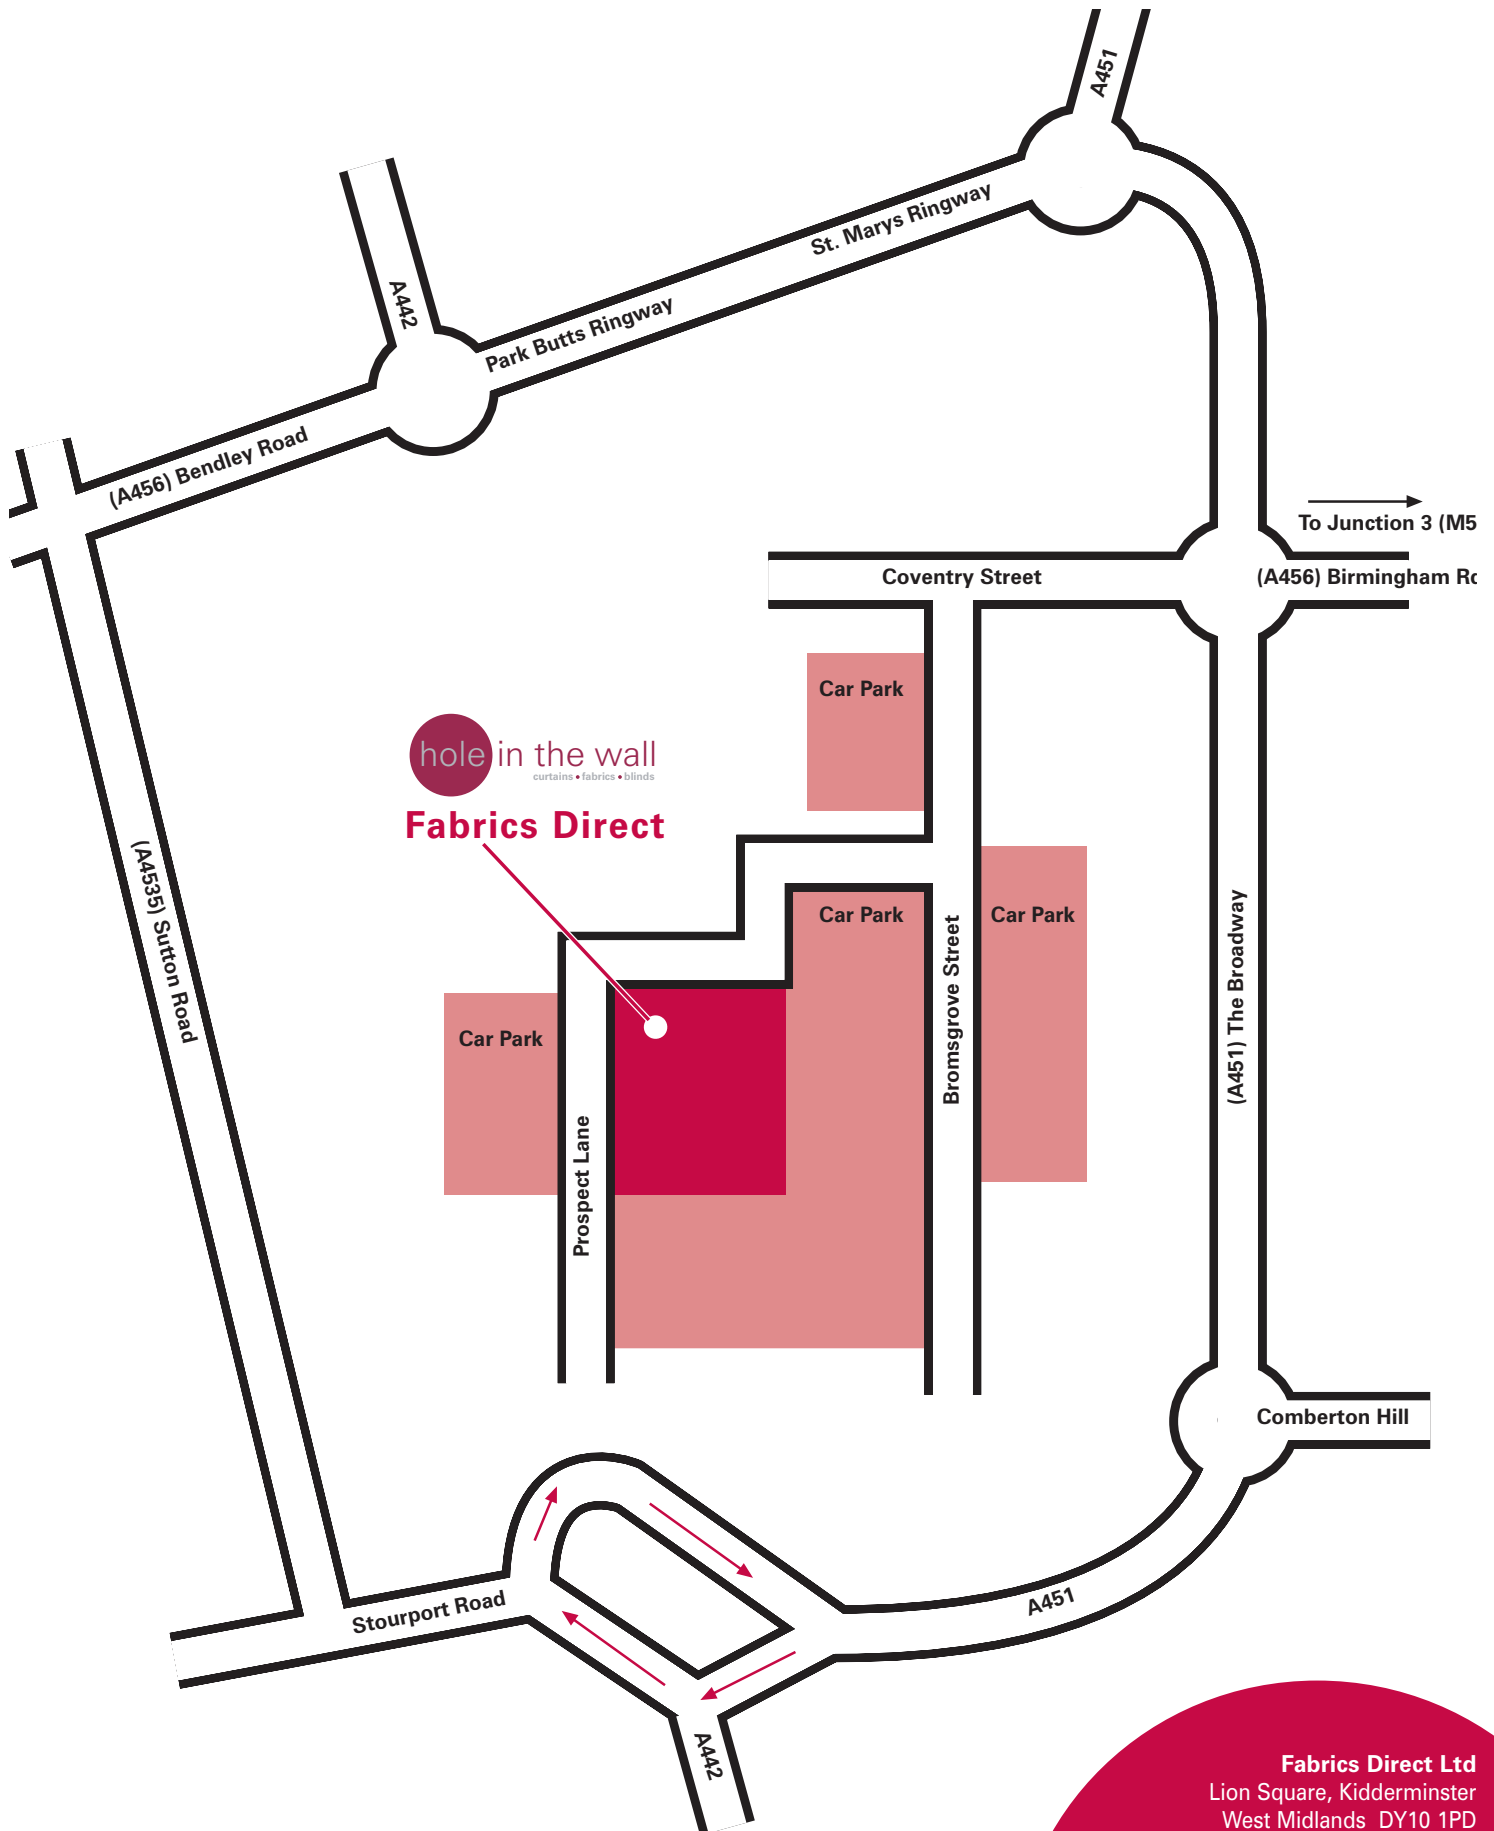 A451
St. Marys Ringway
A442
Park Butts Ringway
(A456) Bendley Road
To Junction 3 (M5
Coventry Street
(A456) Birmingham Rc
Car Park
hole in the wall
curtains • fabrics • blinds
Fabrics Direct
(A4535) Sutton Road
Car Park
Car Park
Bromsgrove Street
(A451) The Broadway
Car Park
Prospect Lane
Comberton Hill
Stourport Road
A451
A442
Fabrics Direct Ltd
Lion Square, Kidderminster
West Midlands DY10 1PD